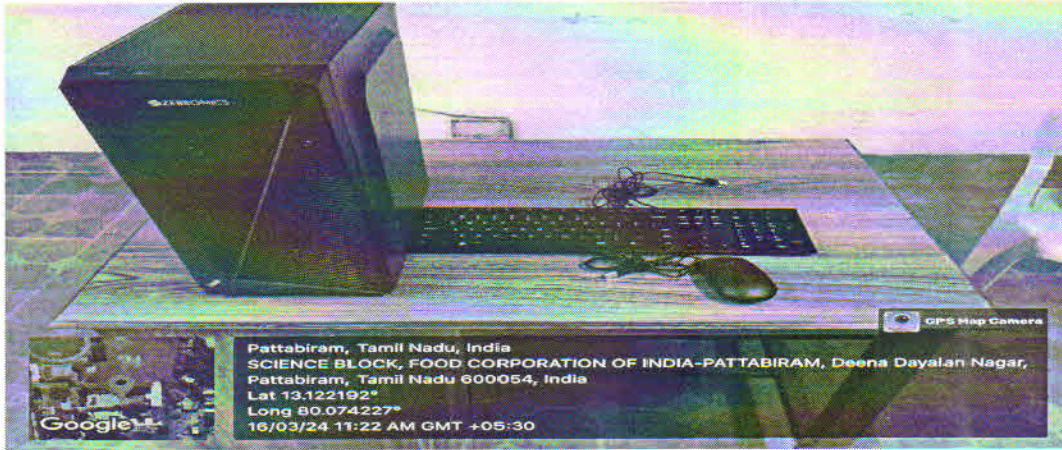 ZEBRONICS
GPS Map Camera
Pattabiram, Tamil Nadu, India
SCIENCE BLOCK, FOOD CORPORATION OF INDIA-PATTABIRAM, Deena Dayalan Nagar,
Pattabiram, Tamil Nadu 600054, India
Lat 13.122192°
Long 80.074227°
16/03/24 11:22 AM GMT +05:30
Google